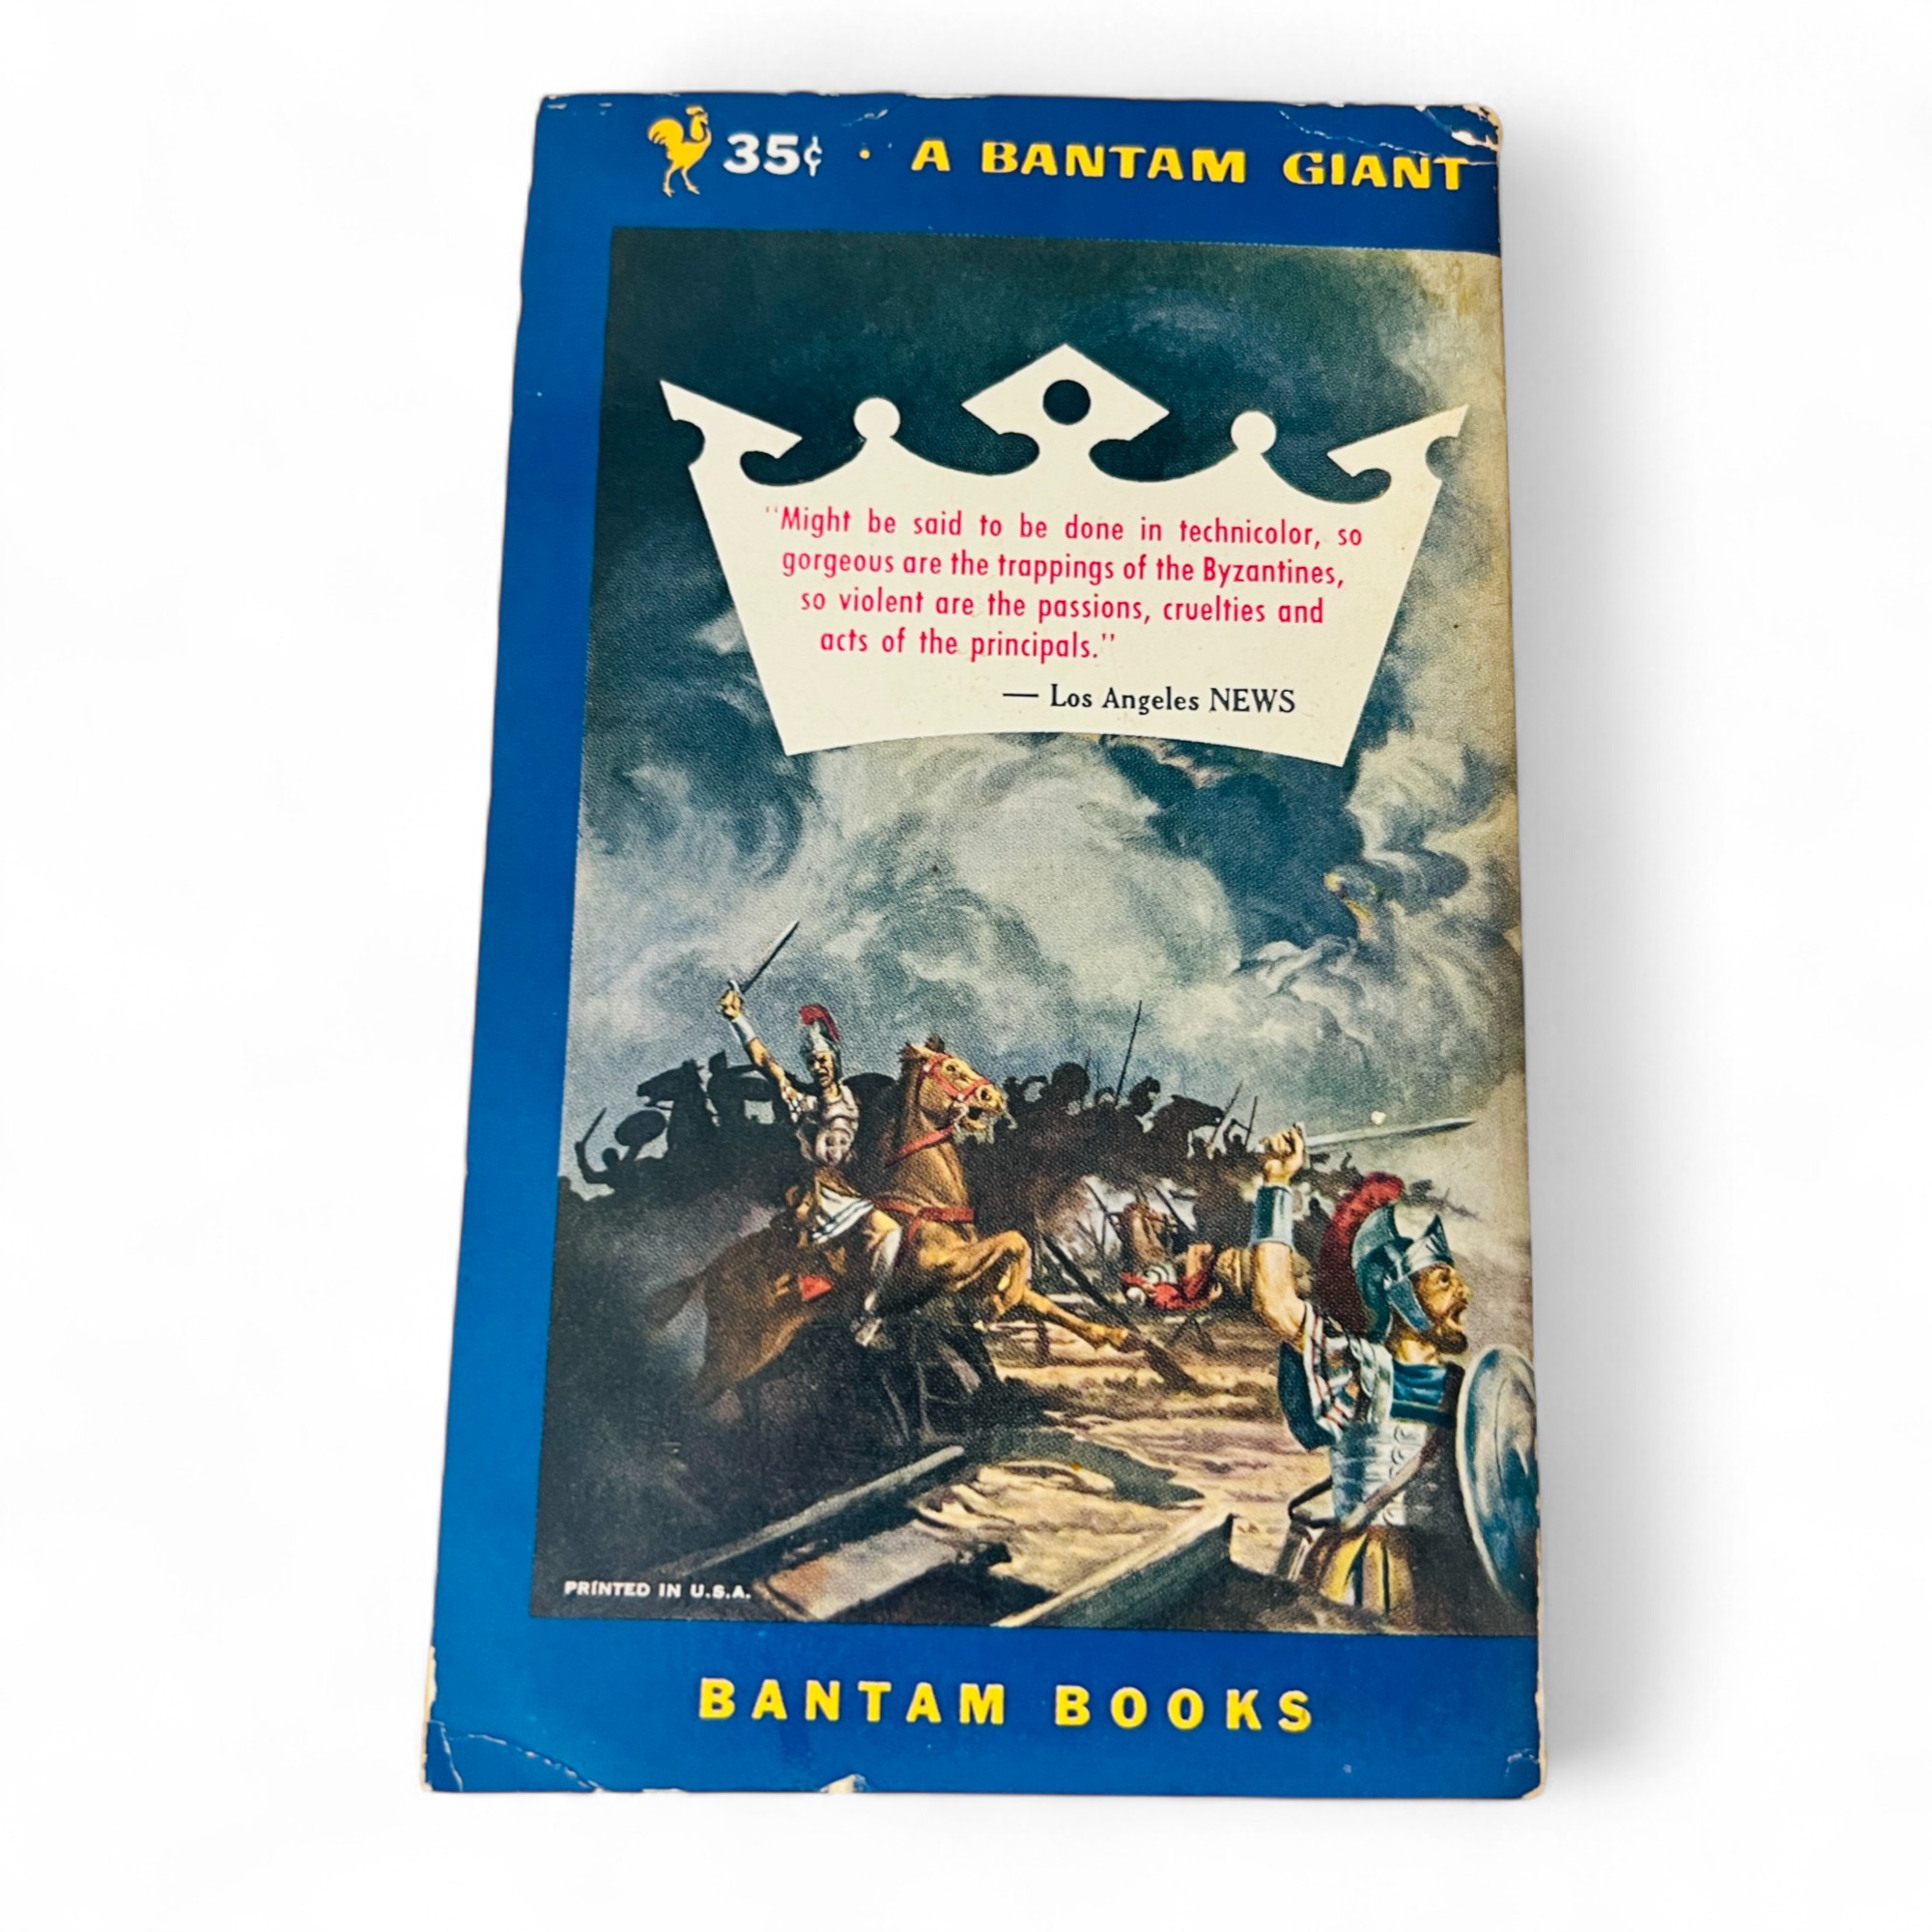 35¢ · A BANTAM GIANT
"Might be said to be done in technicolor, so
gorgeous are the trappings of the Byzantines,
so violent are the passions, cruelties and
acts of the principals."
— Los Angeles NEWS
PRINTED IN U.S.A.
BANTAM BOOKS